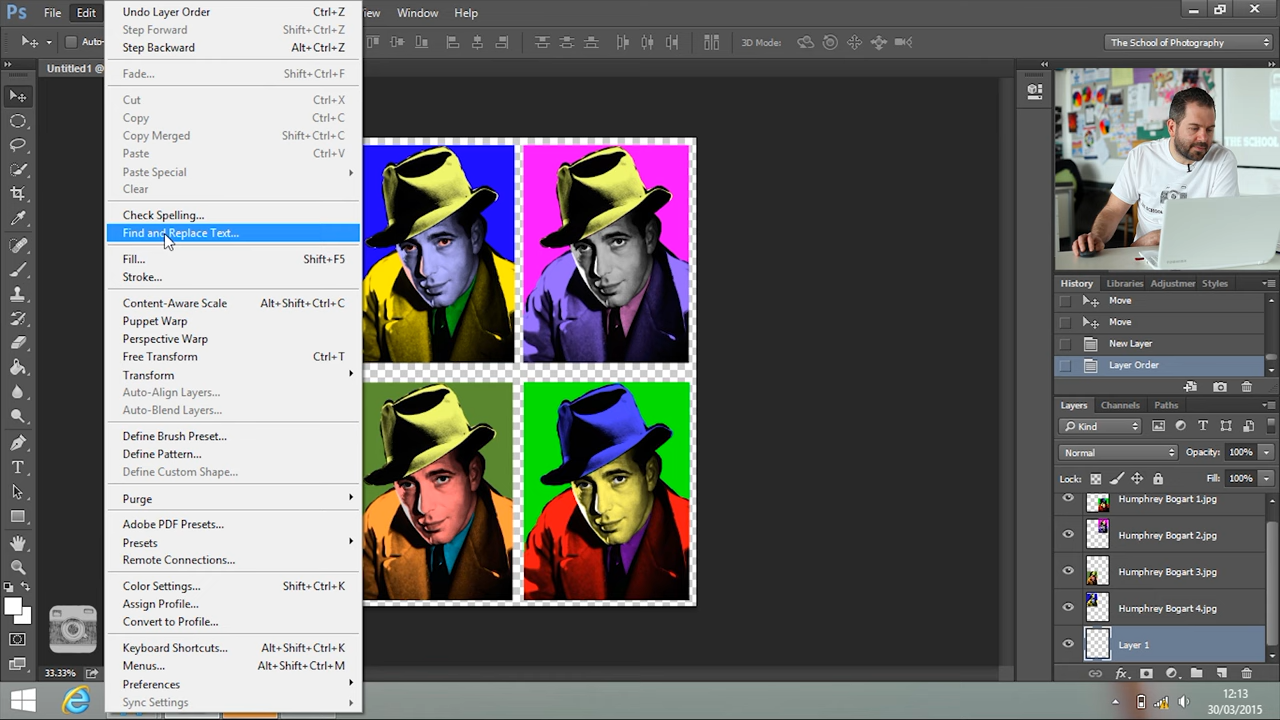 File
Edit
View
Window
Help
Auto-
3D Mode:
The School of Photography
Untitled1 @
Undo Layer Order Ctrl+Z
Step Forward Shift+Ctrl+Z
Step Backward Alt+Ctrl+Z
Fade... Shift+Ctrl+F
Cut Ctrl+X
Copy Ctrl+C
Copy Merged Shift+Ctrl+C
Paste Ctrl+V
Paste Special
Clear
Check Spelling...
Find and Replace Text...
Fill... Shift+F5
Stroke...
Content-Aware Scale Alt+Shift+Ctrl+C
Puppet Warp
Perspective Warp
Free Transform Ctrl+T
Transform
Auto-Align Layers...
Auto-Blend Layers...
Define Brush Preset...
Define Pattern...
Define Custom Shape...
Purge
Adobe PDF Presets...
Presets
Remote Connections...
Color Settings... Shift+Ctrl+K
Assign Profile...
Convert to Profile...
Keyboard Shortcuts... Alt+Shift+Ctrl+K
Menus... Alt+Shift+Ctrl+M
Preferences
Sync Settings
33.33%
THE SCHOOL
History Libraries Adjustmer Styles
Move
Move
New Layer
Layer Order
Layers Channels Paths
Kind
Normal Opacity: 100%
Lock: Fill: 100%
Humphrey Bogart 1.jpg
Humphrey Bogart 2.jpg
Humphrey Bogart 3.jpg
Humphrey Bogart 4.jpg
Layer 1
12:13
30/03/2015